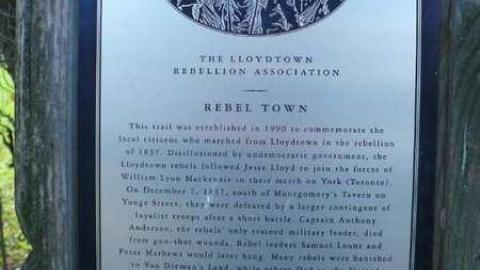 THE LLOYDTOWN
REBELLION ASSOCIATION
REBEL TOWN
This trail was established in 1990 to commemorate the
local citizens who marched from Lloydtown in the rebellion
of 1837. Disillusioned by undemocratic government, the
Lloydtown rebels followed Jesse Lloyd to join the forces of
William Lyon Mackenzie in their march on York (Toronto).
On December 7, 1837, south of Montgomery's Tavern on
Yonge Street, they were defeated by a larger contingent of
loyalist troops after a short battle. Captain Anthony
Anderson, the rebels' only trained military leader, died
from gun-shot wounds. Rebel leaders Samuel Lount and
Peter Mathews would later hang. Many rebels were banished
to Van Dieman's Land, while others fled to the